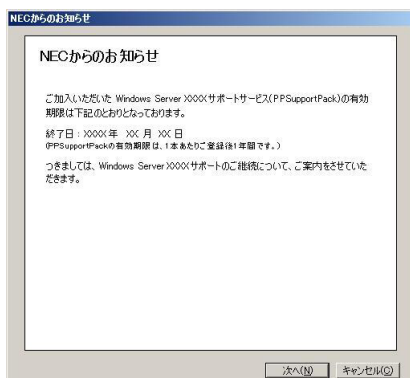 NECからのお知らせ
NECからのお知らせ
ご加入いただいた Windows Server XXXXサポートサービス(PPSupportPack)の有効
期限は下記のとおりとなっております。
終了日：XXXX年 XX 月 XX 日
(PPSupportPackの有効期限は、1本あたりご登録後1年間です。)
つきましては、Windows Server XXXXサポートのご継続について、ご案内をさせていた
だきます。
次へ(N) キャンセル(C)